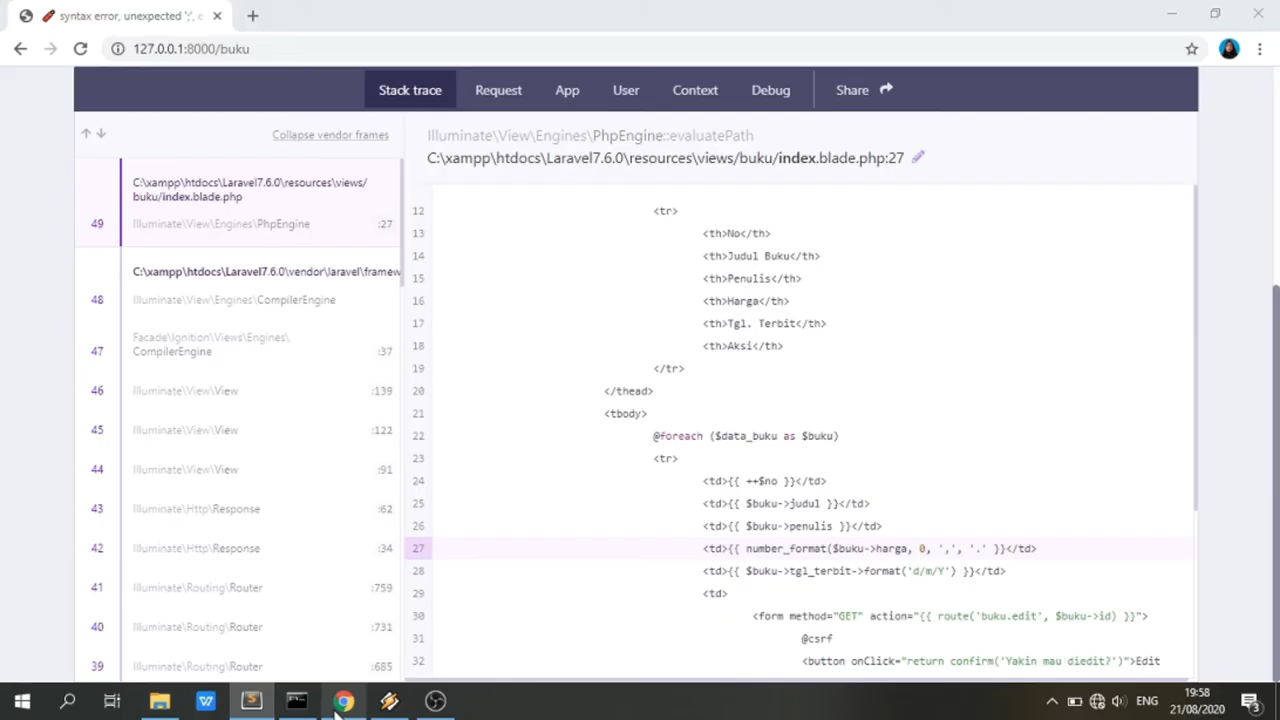 syntax error, unexpected ';', e
127.0.0.1:8000/buku
Stack trace
Request
App
User
Context
Debug
Share
Collapse vendor frames
C:\xampp\htdocs\Laravel7.6.0\resources\views/
buku/index.blade.php
49 Illuminate\View\Engines\PhpEngine :27
C:\xampp\htdocs\Laravel7.6.0\vendor\laravel\framew
48 Illuminate\View\Engines\CompilerEngine
Facade\Ignition\Views\Engines\
47 CompilerEngine :37
46 Illuminate\View\View :139
45 Illuminate\View\View :122
44 Illuminate\View\View :91
43 Illuminate\Http\Response :62
42 Illuminate\Http\Response :34
41 Illuminate\Routing\Router :759
40 Illuminate\Routing\Router :731
39 Illuminate\Routing\Router :685
Illuminate\View\Engines\PhpEngine::evaluatePath
C:\xampp\htdocs\Laravel7.6.0\resources\views/buku/index.blade.php:27
12 <tr>
13 <th>No</th>
14 <th>Judul Buku</th>
15 <th>Penulis</th>
16 <th>Harga</th>
17 <th>Tgl. Terbit</th>
18 <th>Aksi</th>
19 </tr>
20 </thead>
21 <tbody>
22 @foreach ($data_buku as $buku)
23 <tr>
24 <td>{{ ++$no }}</td>
25 <td>{{ $buku->judul }}</td>
26 <td>{{ $buku->penulis }}</td>
27 <td>{{ number_format($buku->harga, 0, ',', '.' }}</td>
28 <td>{{ $buku->tgl_terbit->format('d/m/Y') }}</td>
29 <td>
30 <form method="GET" action="{{ route('buku.edit', $buku->id) }}">
31 @csrf
32 <button onClick="return confirm('Yakin mau diedit?')">Edit
ENG
19:58
21/08/2020
3